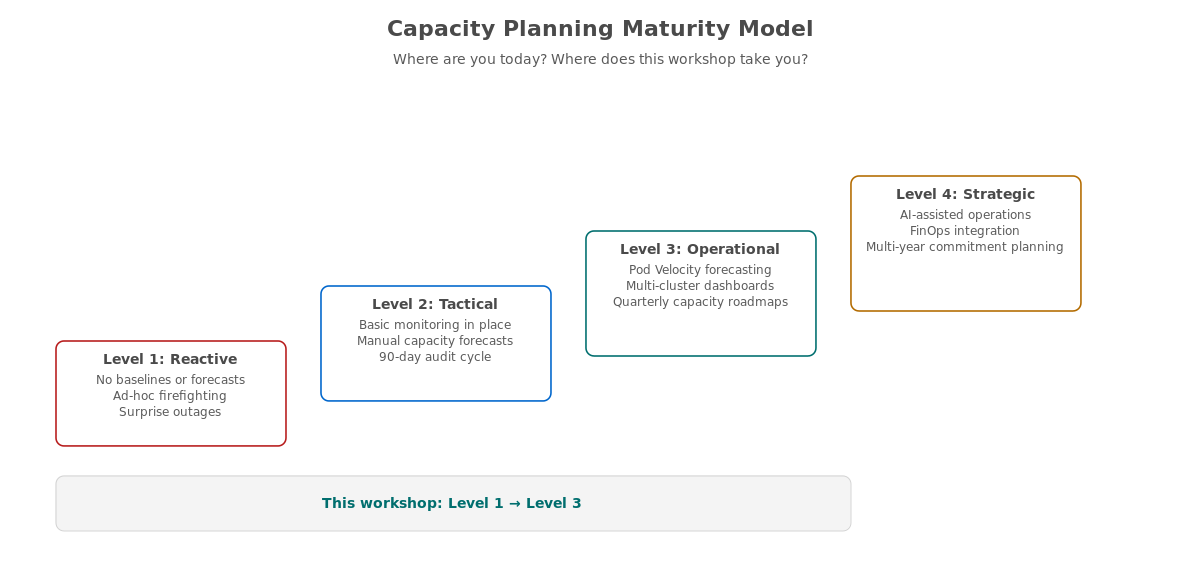 Capacity Planning Maturity Model
Where are you today? Where does this workshop take you?
Level 1: Reactive
No baselines or forecasts
Ad-hoc firefighting
Surprise outages
Level 2: Tactical
Basic monitoring in place
Manual capacity forecasts
90-day audit cycle
Level 3: Operational
Pod Velocity forecasting
Multi-cluster dashboards
Quarterly capacity roadmaps
Level 4: Strategic
AI-assisted operations
FinOps integration
Multi-year commitment planning
This workshop: Level 1 → Level 3